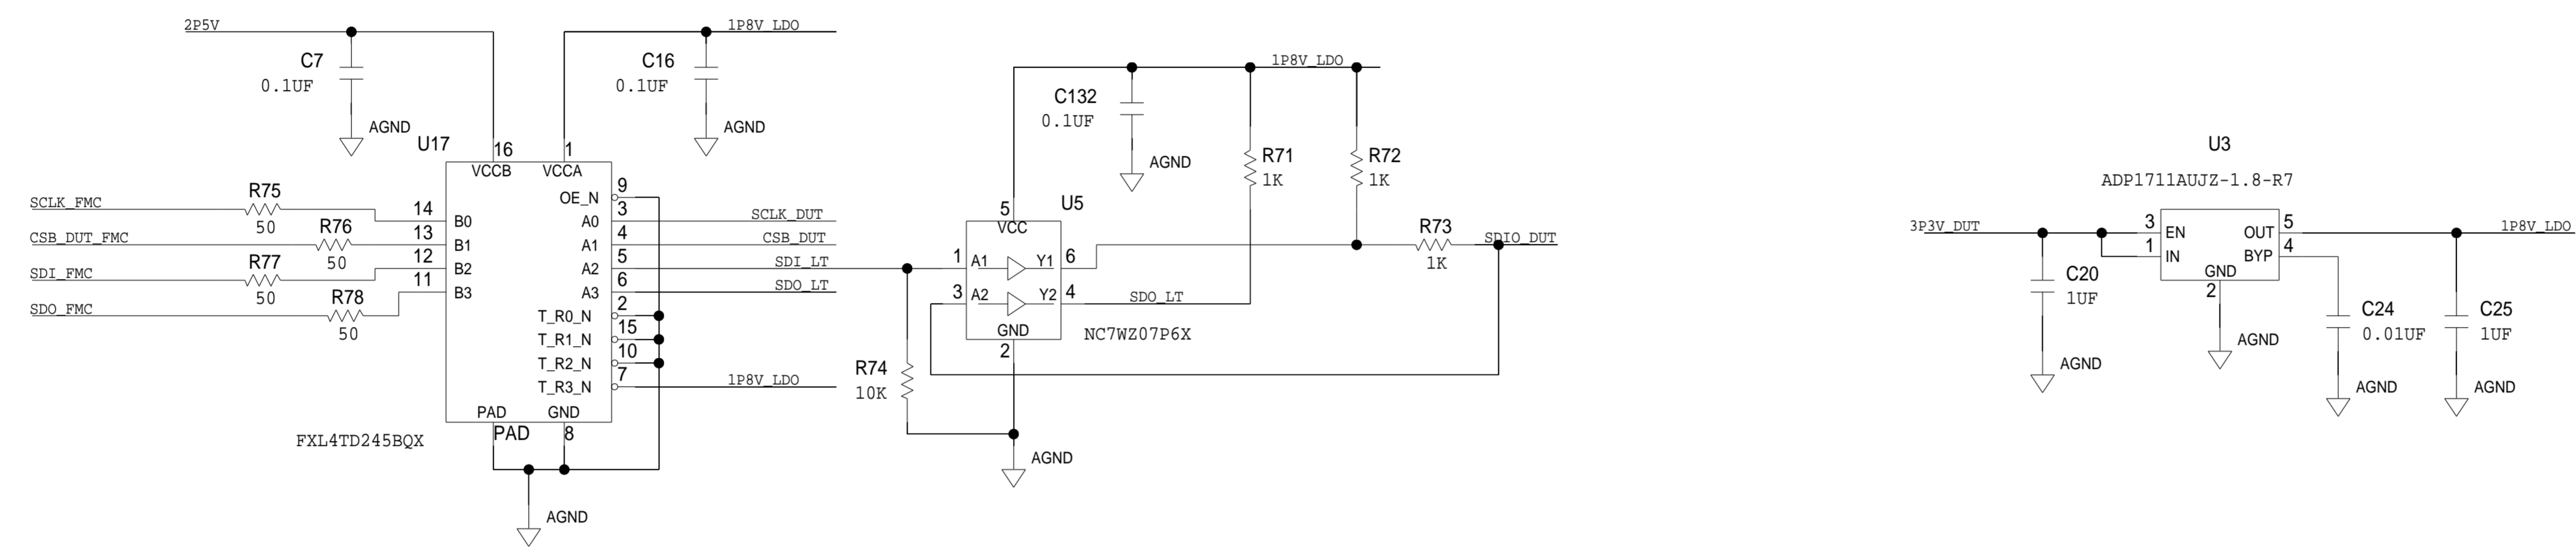 2P5V
1P8V_LDO
C7
0.1UF
AGND
C16
0.1UF
AGND
U17
16
1
VCCB
VCCA
SCLK_FMC
R75
50
14
B0
CSB_DUT_FMC
R76
50
13
B1
SDI_FMC
R77
50
12
B2
SDO_FMC
R78
50
11
B3
OE_N
9
A0
3
SCLK_DUT
A1
4
CSB_DUT
A2
5
SDI_LT
A3
6
SDO_LT
T_R0_N
2
T_R1_N
15
T_R2_N
10
T_R3_N
7
1P8V_LDO
PAD
GND
PAD
8
FXL4TD245BQX
AGND
1P8V_LDO
C132
0.1UF
AGND
R71
1K
R72
1K
5
U5
VCC
1
A1
Y1
6
3
A2
Y2
4
SDO_LT
GND
2
NC7WZ07P6X
R73
1K
SDIO_DUT
R74
10K
AGND
U3
ADP1711AUJZ-1.8-R7
3P3V_DUT
3
EN
OUT
5
1P8V_LDO
1
IN
BYP
4
GND
2
C20
1UF
AGND
AGND
C24
0.01UF
AGND
C25
1UF
AGND